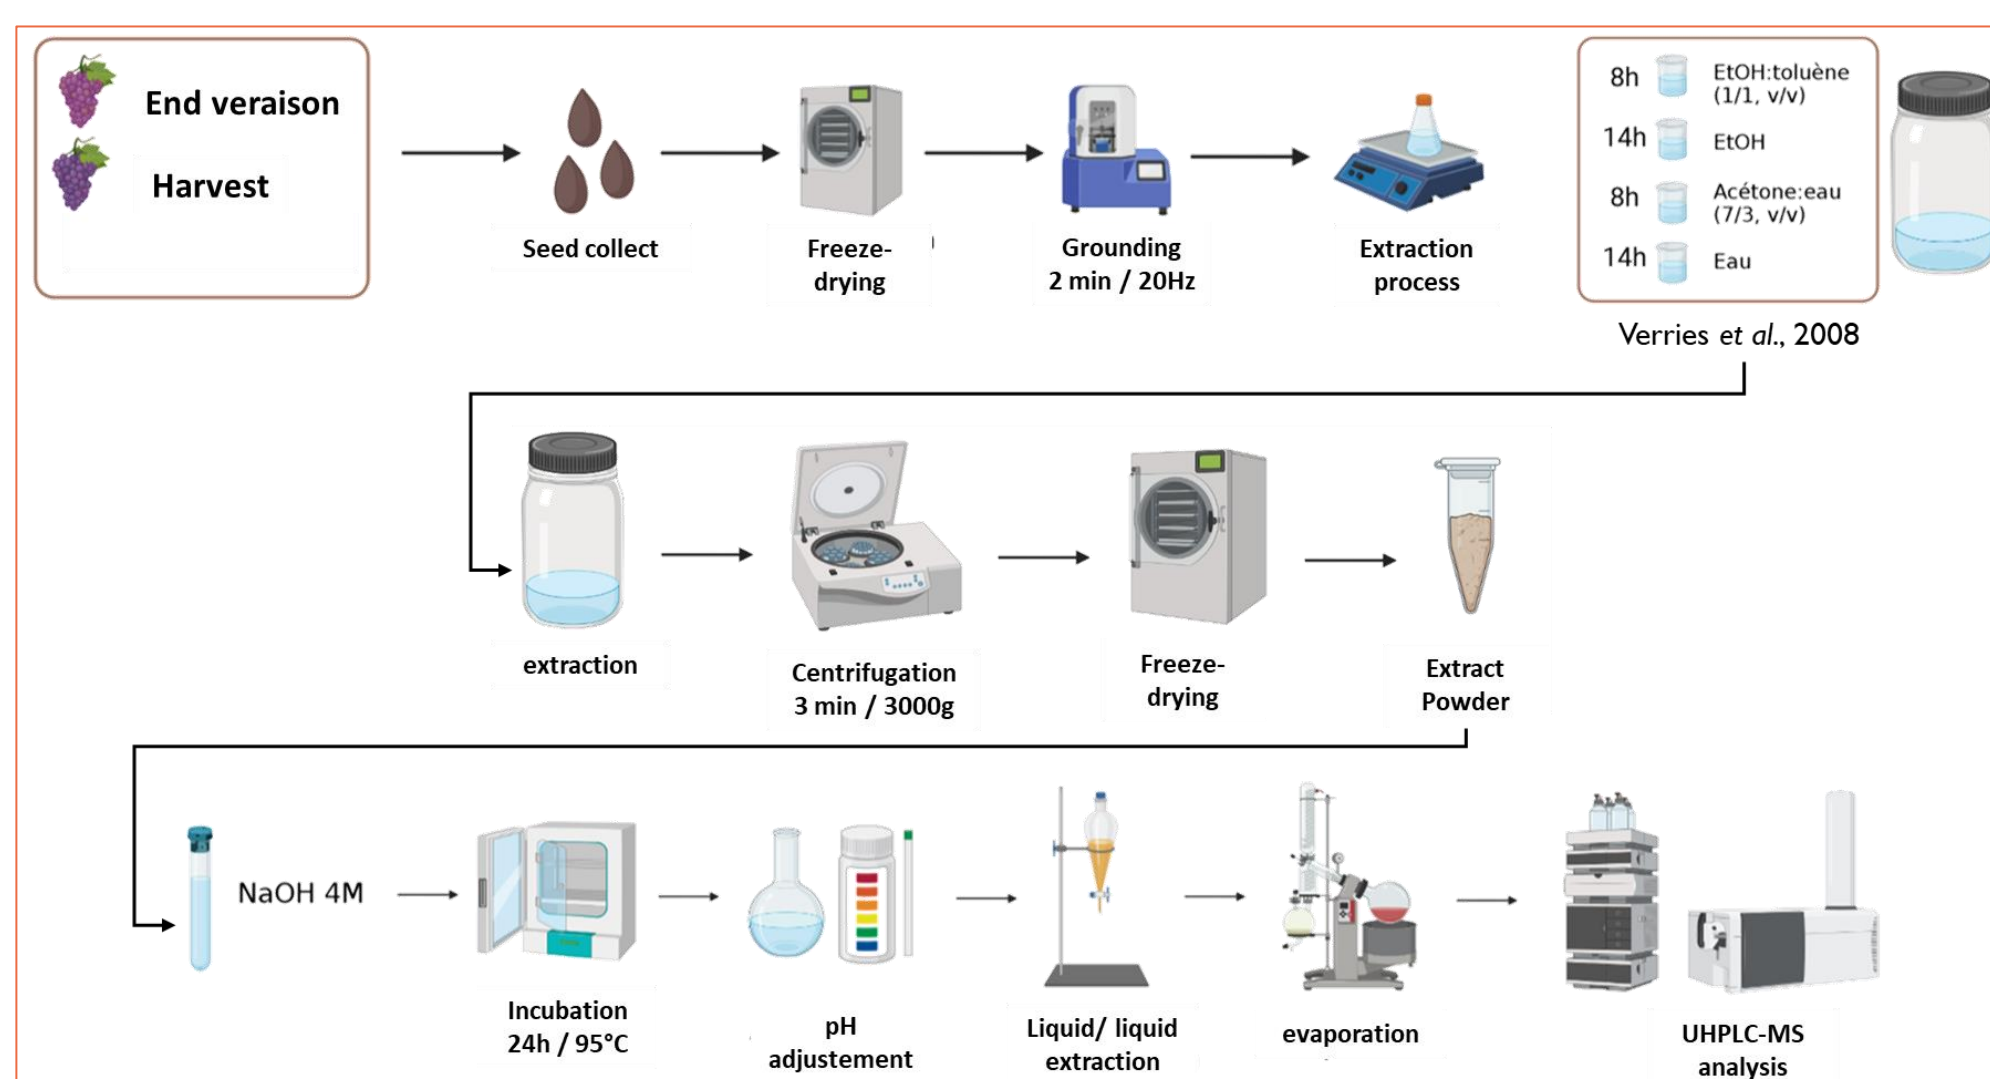 End veraison
Harvest
Seed collect
Freeze-
drying
Grounding
2 min / 20Hz
Extraction
process
8h
EtOH:toluène
(1/1, v/v)
14h
EtOH
8h
Acétone:eau
(7/3, v/v)
14h
Eau
Verries et al., 2008
extraction
Centrifugation
3 min / 3000g
Freeze-
drying
Extract
Powder
NaOH 4M
Incubation
24h / 95°C
pH
adjustement
Liquid/ liquid
extraction
evaporation
UHPLC-MS
analysis